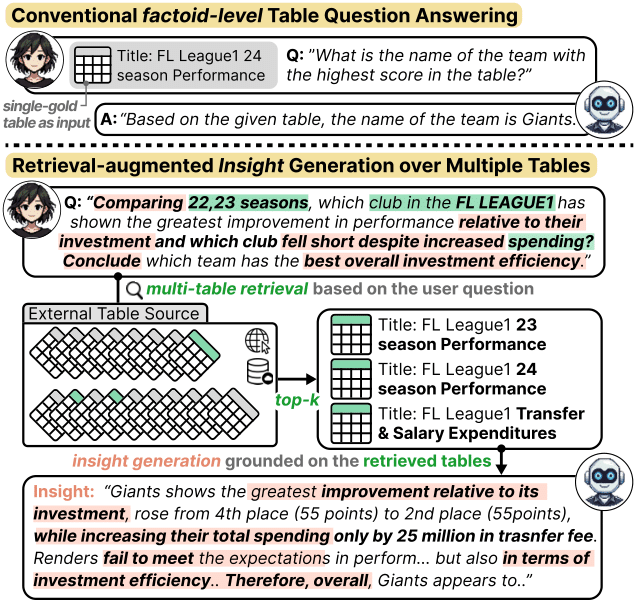 Conventional factoid-level Table Question Answering
Title: FL League1 24
season Performance
Q: "What is the name of the team with
the highest score in the table?"
single-gold
table as input
A: "Based on the given table, the name of the team is Giants.
Retrieval-augmented Insight Generation over Multiple Tables
Q: "Comparing 22,23 seasons, which club in the FL LEAGUE1 has
shown the greatest improvement in performance relative to their
investment and which club fell short despite increased spending?
Conclude which team has the best overall investment efficiency."
multi-table retrieval based on the user question
External Table Source
top-k
Title: FL League1 23
season Performance
Title: FL League1 24
season Performance
Title: FL League1 Transfer
& Salary Expenditures
insight generation grounded on the retrieved tables
Insight: "Giants shows the greatest improvement relative to its
investment, rose from 4th place (55 points) to 2nd place (55points),
while increasing their total spending only by 25 million in trasnfer fee.
Renders fail to meet the expectations in perform... but also in terms of
investment efficiency.. Therefore, overall, Giants appears to.."